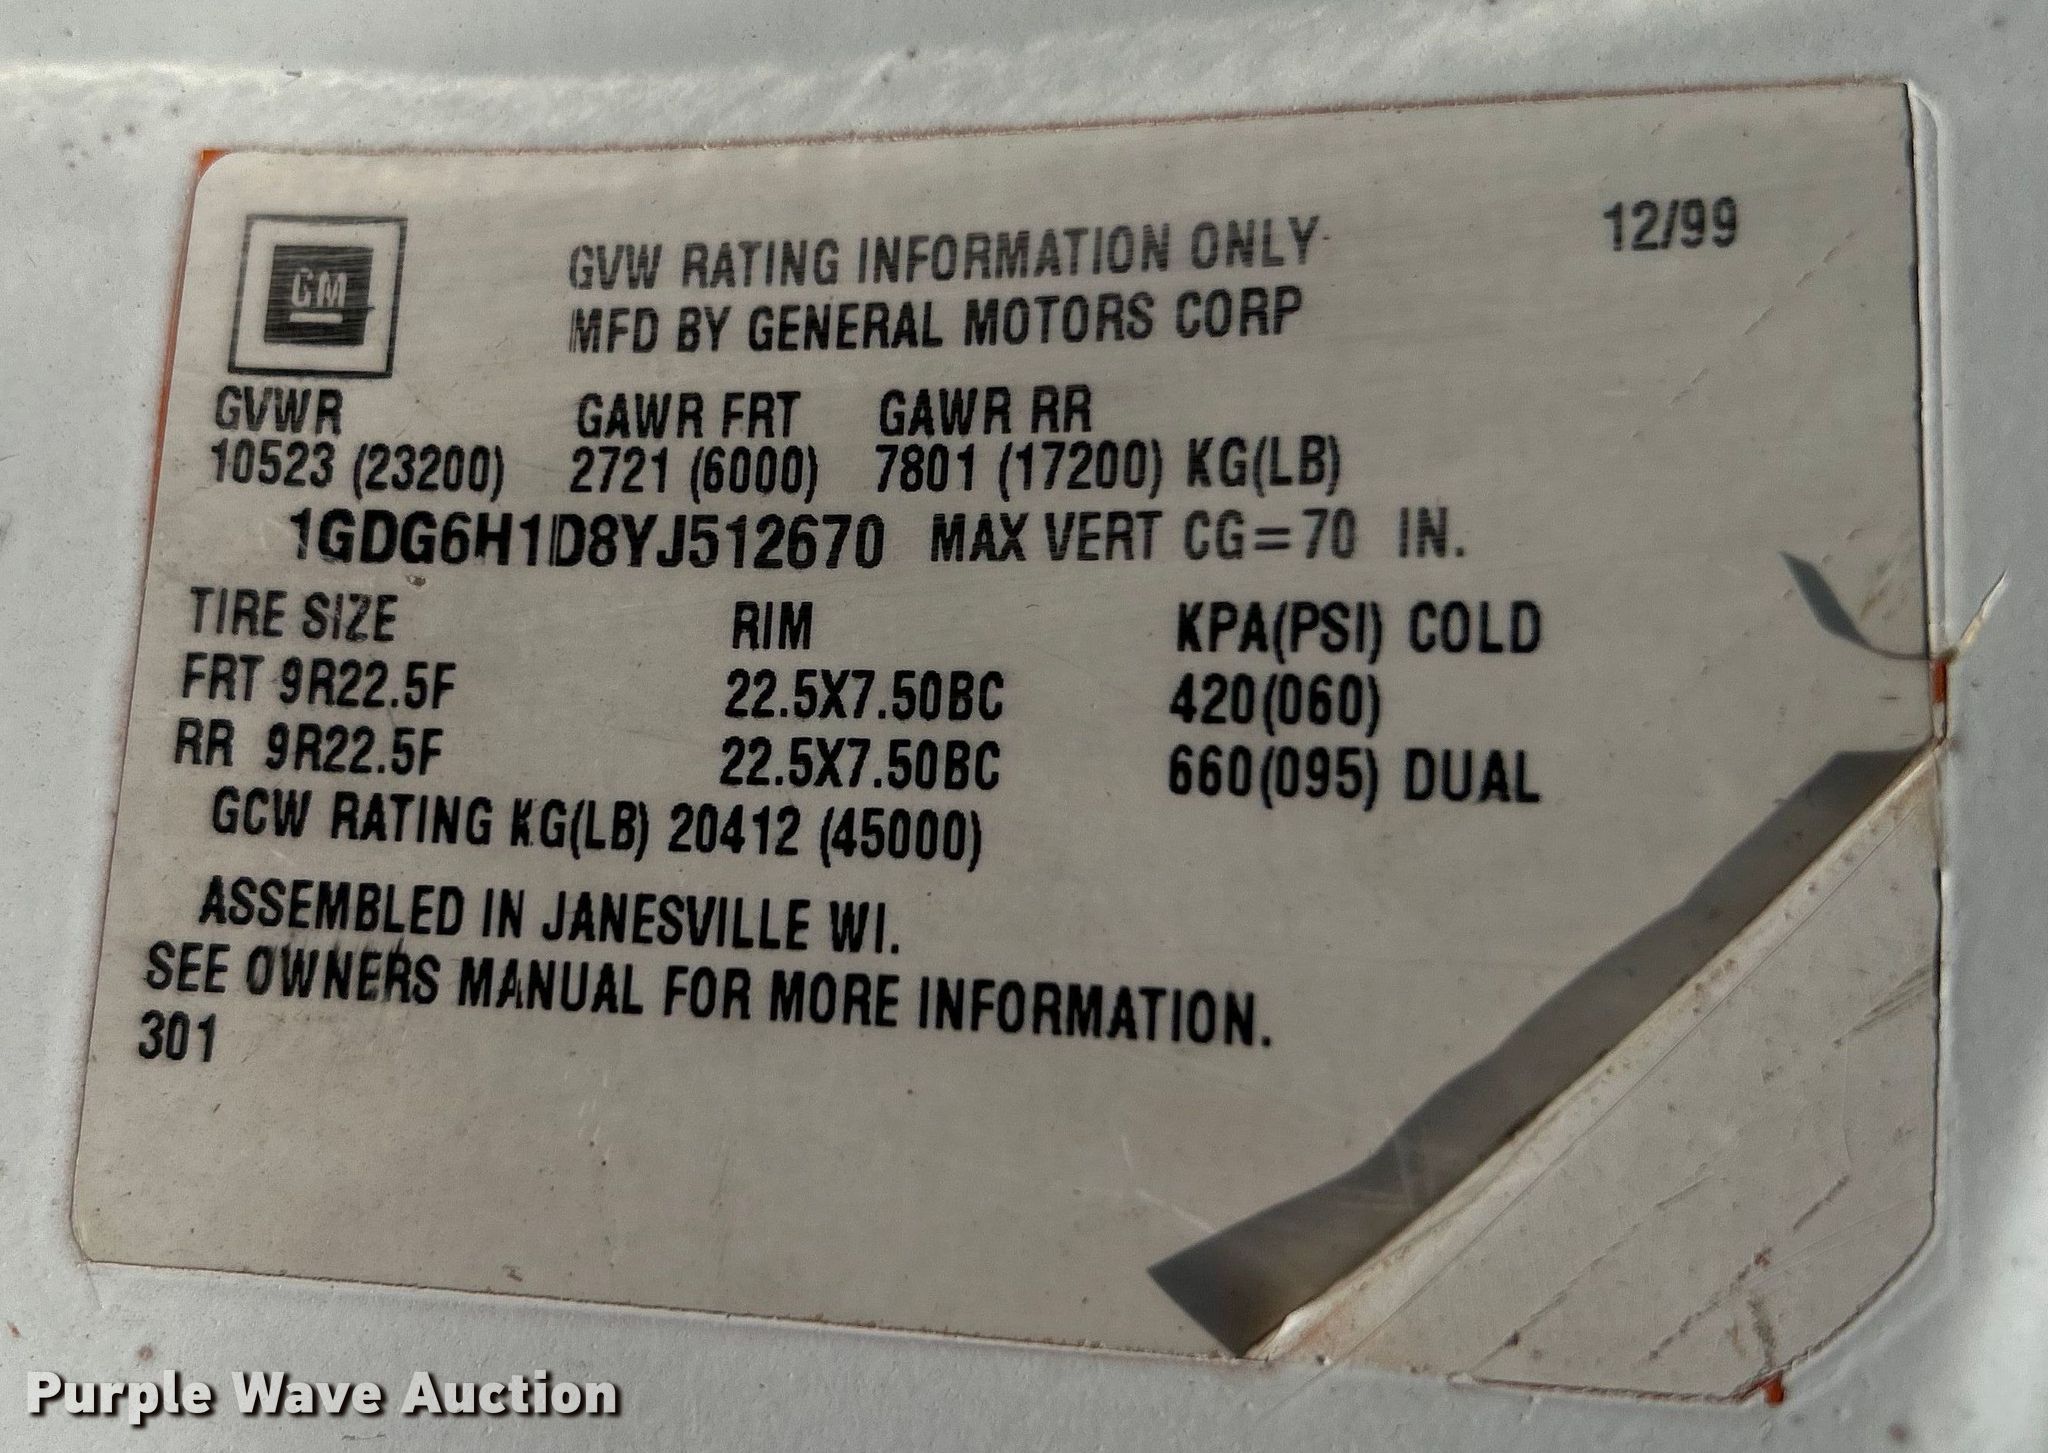 GM
GVW RATING INFORMATION ONLY
12/99
MFD BY GENERAL MOTORS CORP
GVWR GAWR FRT GAWR RR
10523 (23200) 2721 (6000) 7801 (17200) KG(LB)
1GDG6H1D8YJ512670 MAX VERT CG=70 IN.
TIRE SIZE RIM KPA(PSI) COLD
FRT 9R22.5F 22.5X7.50BC 420(060)
RR 9R22.5F 22.5X7.50BC 660(095) DUAL
GCW RATING KG(LB) 20412 (45000)
ASSEMBLED IN JANESVILLE WI.
SEE OWNERS MANUAL FOR MORE INFORMATION.
301
Purple Wave Auction